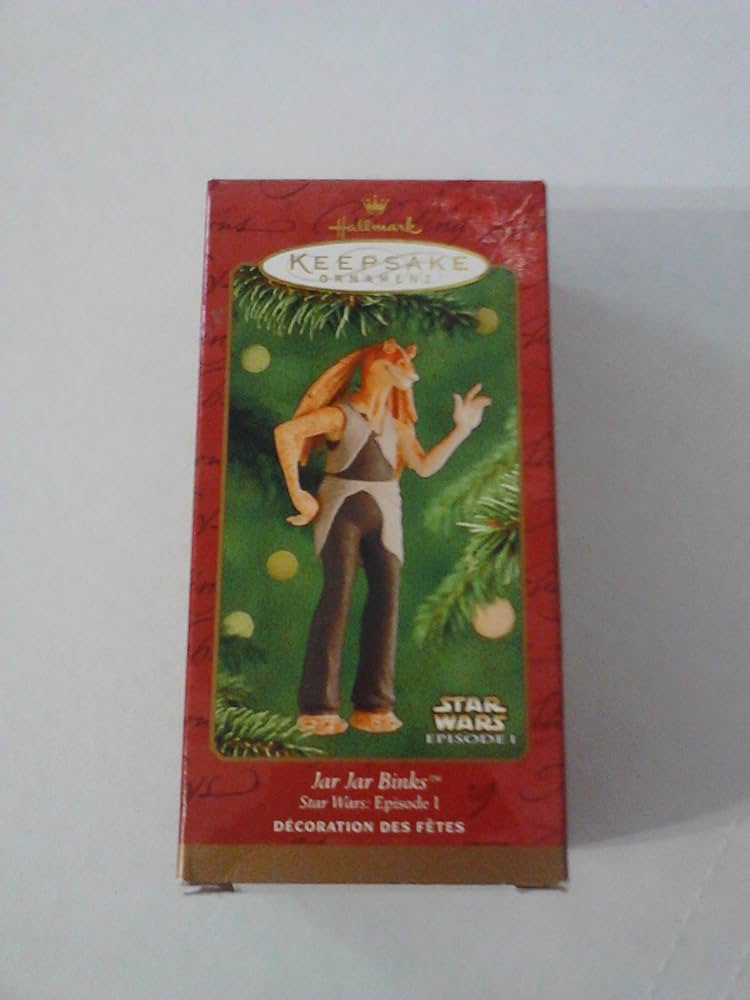 Hallmark
KEEPSAKE
ORNAMENT
STAR
WARS
EPISODE I
Jar Jar Binks™
Star Wars: Episode I
DÉCORATION DES FÊTES